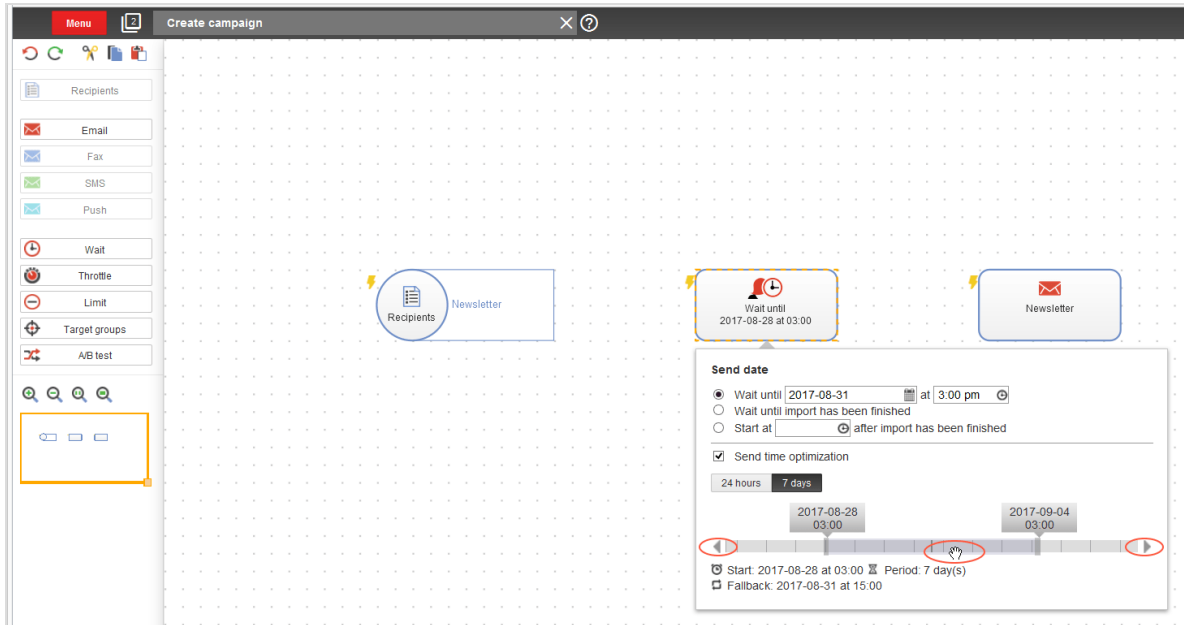 Menu 2 Create campaign
Recipients
Email
Fax
SMS
Push
Wait
Throttle
Limit
Target groups
A/B test
Recipients
Newsletter
Wait until
2017-08-28 at 03:00
Newsletter
Send date
Wait until 2017-08-31 at 3:00 pm
Wait until import has been finished
Start at after import has been finished
Send time optimization
24 hours 7 days
2017-08-28 2017-09-04
03:00 03:00
Start: 2017-08-28 at 03:00 Period: 7 day(s)
Fallback: 2017-08-31 at 15:00